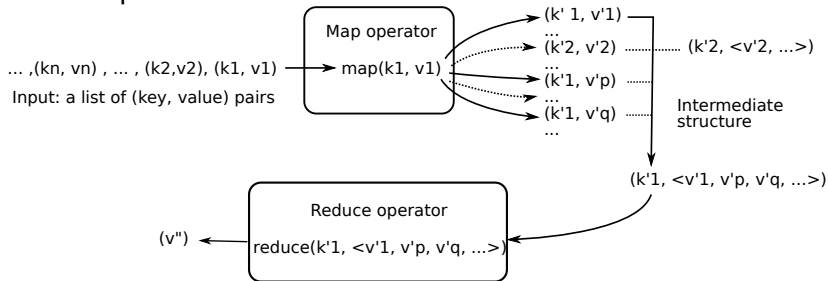 Map operator
... ,(kn, vn) , ... , (k2,v2), (k1, v1)
map(k1, v1)
Input: a list of (key, value) pairs
(k' 1, v'1)
...
(k'2, v'2)
(k'2, <v'2, ...>)
...
(k'1, v'p)
...
(k'1, v'q)
...
Intermediate
structure
(k'1, <v'1, v'p, v'q, ...>)
Reduce operator
(v")
reduce(k'1, <v'1, v'p, v'q, ...>)